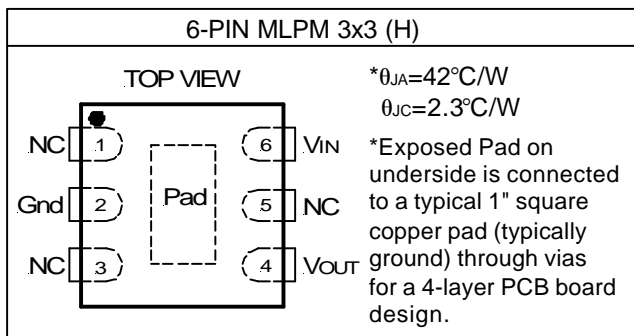 6-PIN MLPM 3x3 (H)
TOP VIEW
NC 1
Gnd 2
NC 3
Pad
6 VIN
5 NC
4 VOUT
*θJA=42°C/W
θJC=2.3°C/W
*Exposed Pad on
underside is connected
to a typical 1" square
copper pad (typically
ground) through vias
for a 4-layer PCB board
design.